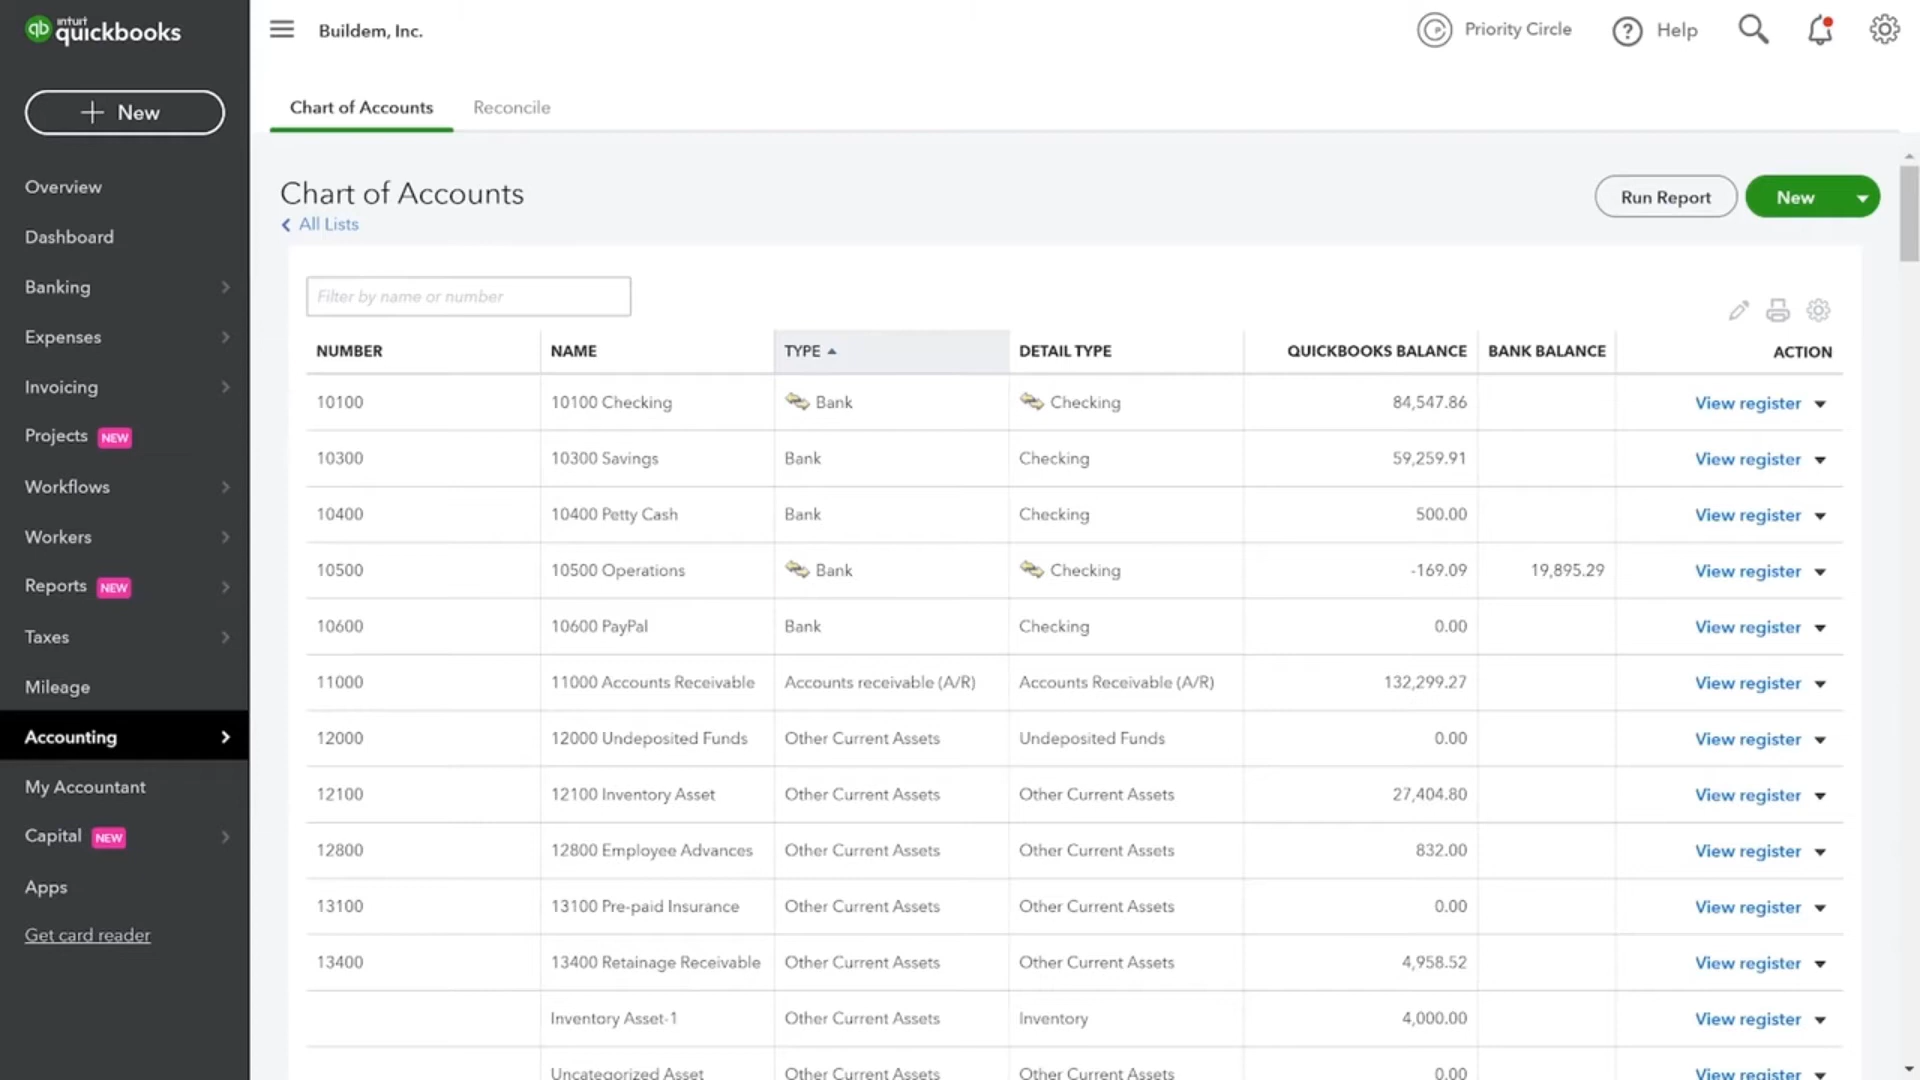 intuit
quickbooks
Buildem, Inc.
Priority Circle
Help
New
Chart of Accounts
Reconcile
Overview
Dashboard
Banking
Expenses
Invoicing
Projects NEW
Workflows
Workers
Reports NEW
Taxes
Mileage
Accounting
My Accountant
Capital NEW
Apps
Get card reader
Chart of Accounts
All Lists
Run Report
New
Filter by name or number
NUMBER NAME TYPE DETAIL TYPE QUICKBOOKS BALANCE BANK BALANCE ACTION
10100 10100 Checking Bank Checking 84,547.86 View register
10300 10300 Savings Bank Checking 59,259.91 View register
10400 10400 Petty Cash Bank Checking 500.00 View register
10500 10500 Operations Bank Checking -169.09 19,895.29 View register
10600 10600 PayPal Bank Checking 0.00 View register
11000 11000 Accounts Receivable Accounts receivable (A/R) Accounts Receivable (A/R) 132,299.27 View register
12000 12000 Undeposited Funds Other Current Assets Undeposited Funds 0.00 View register
12100 12100 Inventory Asset Other Current Assets Other Current Assets 27,404.80 View register
12800 12800 Employee Advances Other Current Assets Other Current Assets 832.00 View register
13100 13100 Pre-paid Insurance Other Current Assets Other Current Assets 0.00 View register
13400 13400 Retainage Receivable Other Current Assets Other Current Assets 4,958.52 View register
Inventory Asset-1 Other Current Assets Inventory 4,000.00 View register
Uncategorized Asset Other Current Assets Other Current Assets 0.00 View register